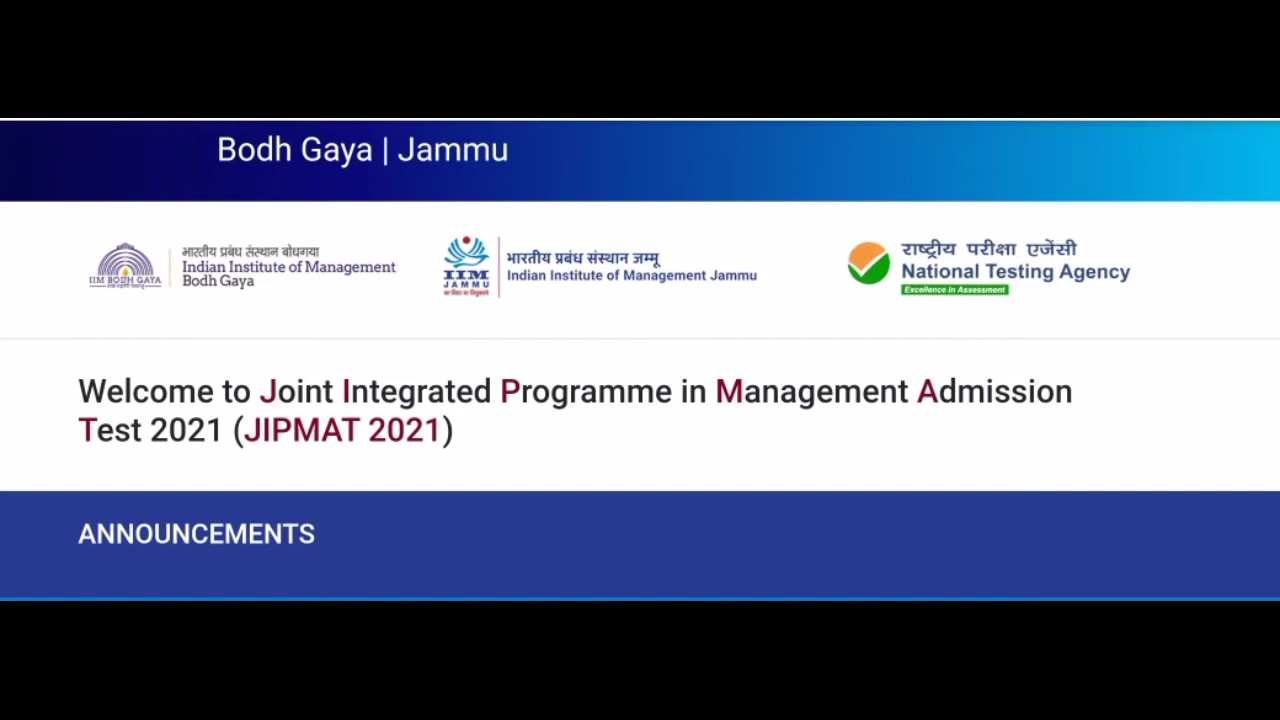 Bodh Gaya | Jammu
भारतीय प्रबंध संस्थान बोधगया
Indian Institute of Management
Bodh Gaya
IIM BODH GAYA
भारतीय प्रबंध संस्थान जम्मू
Indian Institute of Management Jammu
IIM
JAMMU
राष्ट्रीय परीक्षा एजेंसी
National Testing Agency
Excellence in Assessment
Welcome to Joint Integrated Programme in Management Admission
Test 2021 (JIPMAT 2021)
ANNOUNCEMENTS